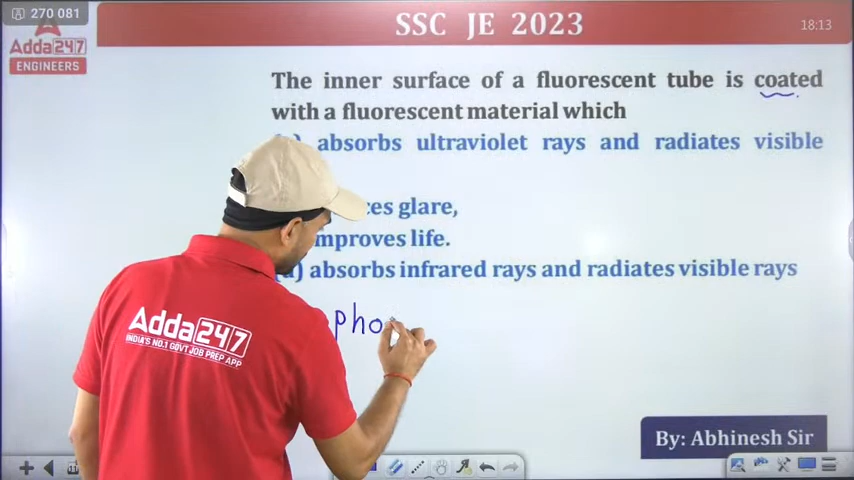 270 081
Adda247
ENGINEERS
SSC JE 2023
18:13
The inner surface of a fluorescent tube is coated
with a fluorescent material which
absorbs ultraviolet rays and radiates visible
glare,
improves life.
absorbs infrared rays and radiates visible rays
pho
Adda247
INDIA'S NO.1 GOVT JOB PREP APP
By: Abhinesh Sir